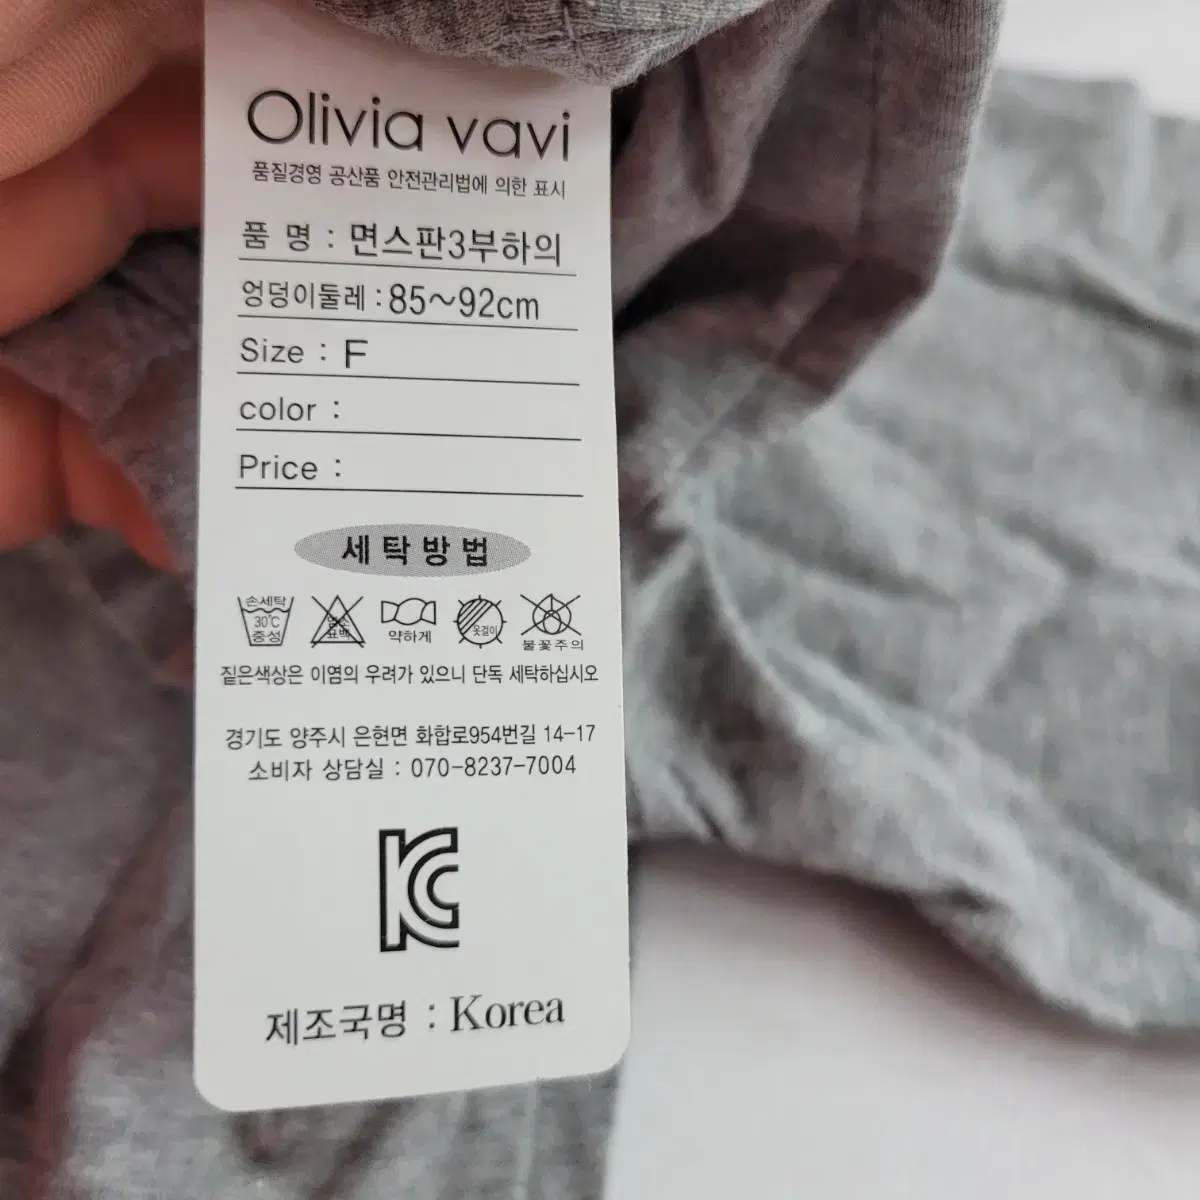 Olivia vavi
품질경영 공산품 안전관리법에 의한 표시
품 명 : 면스판3부하의
엉덩이둘레 : 85~92cm
Size : F
color :
Price :
세탁방법
손세탁 30℃ 중성
염소 표백
약하게
옷걸이
불꽃주의
짙은색상은 이염의 우려가 있으니 단독 세탁하십시오
경기도 양주시 은현면 화합로954번길 14-17
소비자 상담실 : 070-8237-7004
KC
제조국명 : Korea